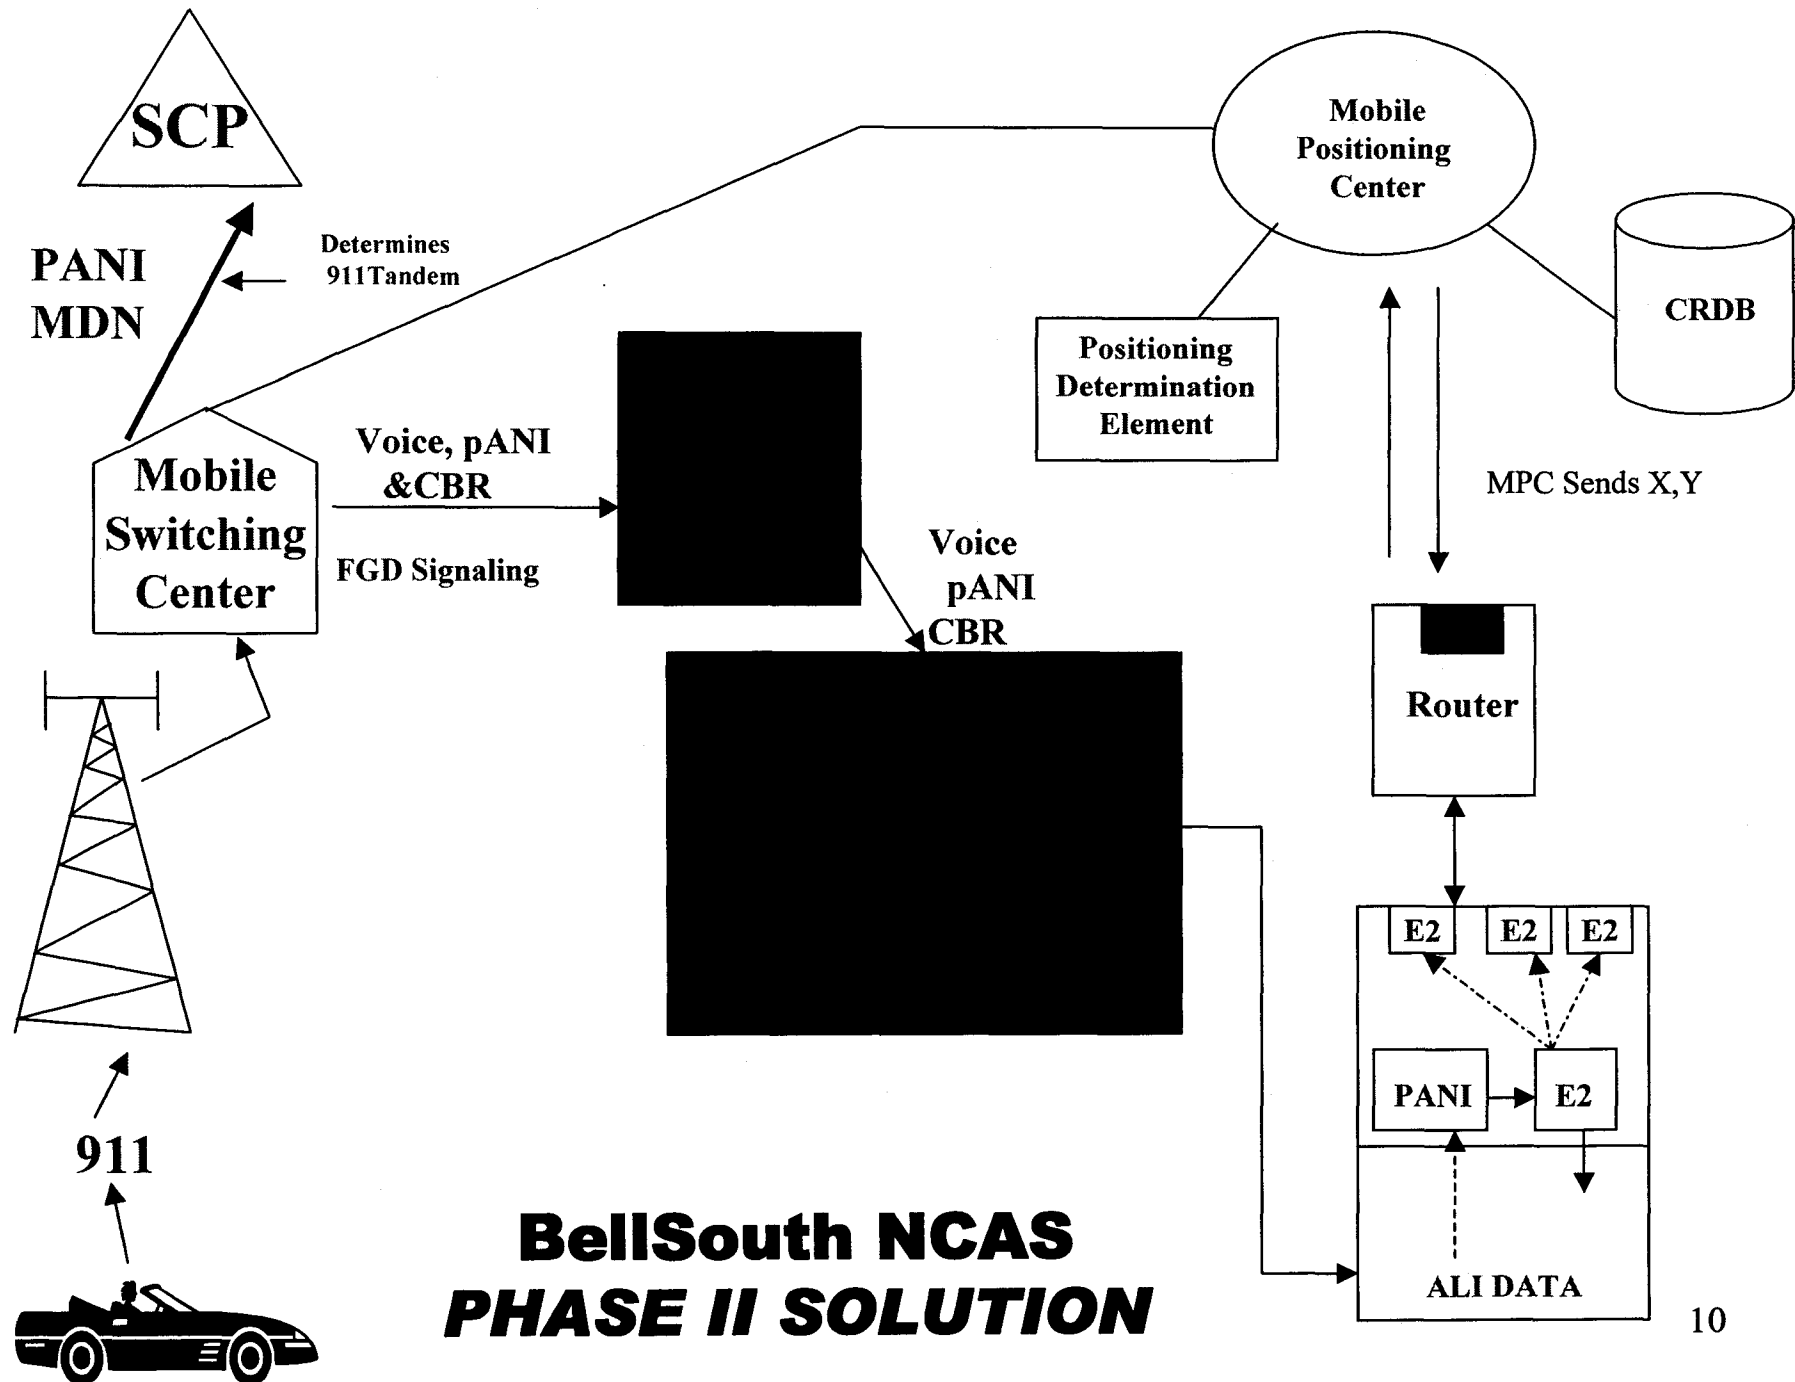 SCP
PANI
MDN
Determines
911Tandem
Mobile
Positioning
Center
CRDB
Positioning
Determination
Element
Voice, pANI
&CBR
FGD Signaling
Mobile
Switching
Center
Voice
pANI
CBR
MPC Sends X,Y
Router
E2
E2
E2
PANI
E2
ALI DATA
911
BellSouth NCAS
PHASE II SOLUTION
10